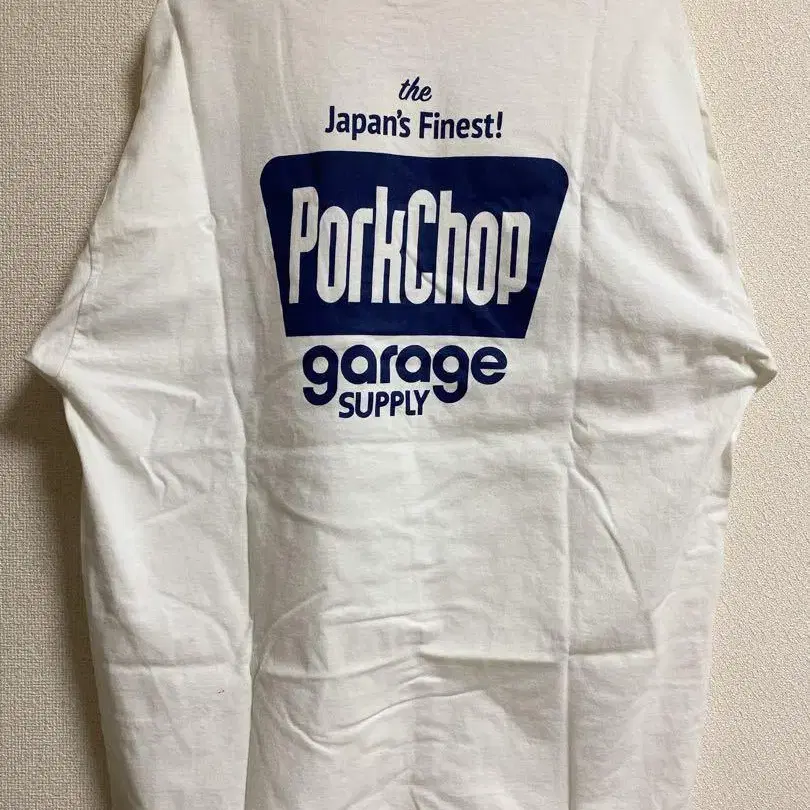 the
Japan's Finest!
PorkChop
garage
SUPPLY